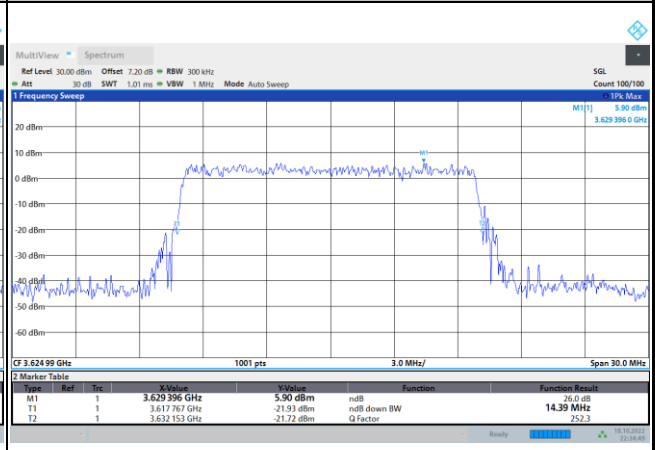 MultiView Spectrum
Ref Level 30.00 dBm Offset 7.20 dB RBW 300 kHz SGL
Att 30 dB SWT 1.01 ms VBW 1 MHz Mode Auto Sweep Count 100/100
1 Frequency Sweep 1Pk Max
M1[1] 5.90 dBm
3.629 396 0 GHz
20 dBm
M1
10 dBm
0 dBm
-10 dBm
-20 dBm
T1
T2
-30 dBm
-40 dBm
-50 dBm
-60 dBm
CF 3.624 99 GHz 1001 pts 3.0 MHz/ Span 30.0 MHz
2 Marker Table
Type Ref Trc X-Value Y-Value Function Function Result
M1 1 3.629 396 GHz 5.90 dBm ndB 26.0 dB
T1 1 3.617 767 GHz -21.93 dBm ndB down BW 14.39 MHz
T2 1 3.632 153 GHz -21.72 dBm Q Factor 252.3
Ready 18.10.2022
22:34:49